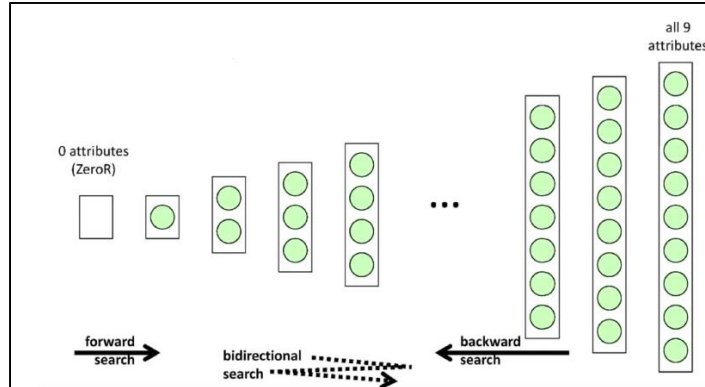 all 9
attributes
0 attributes
(ZeroR)
...
forward
search
bidirectional
search
backward
search